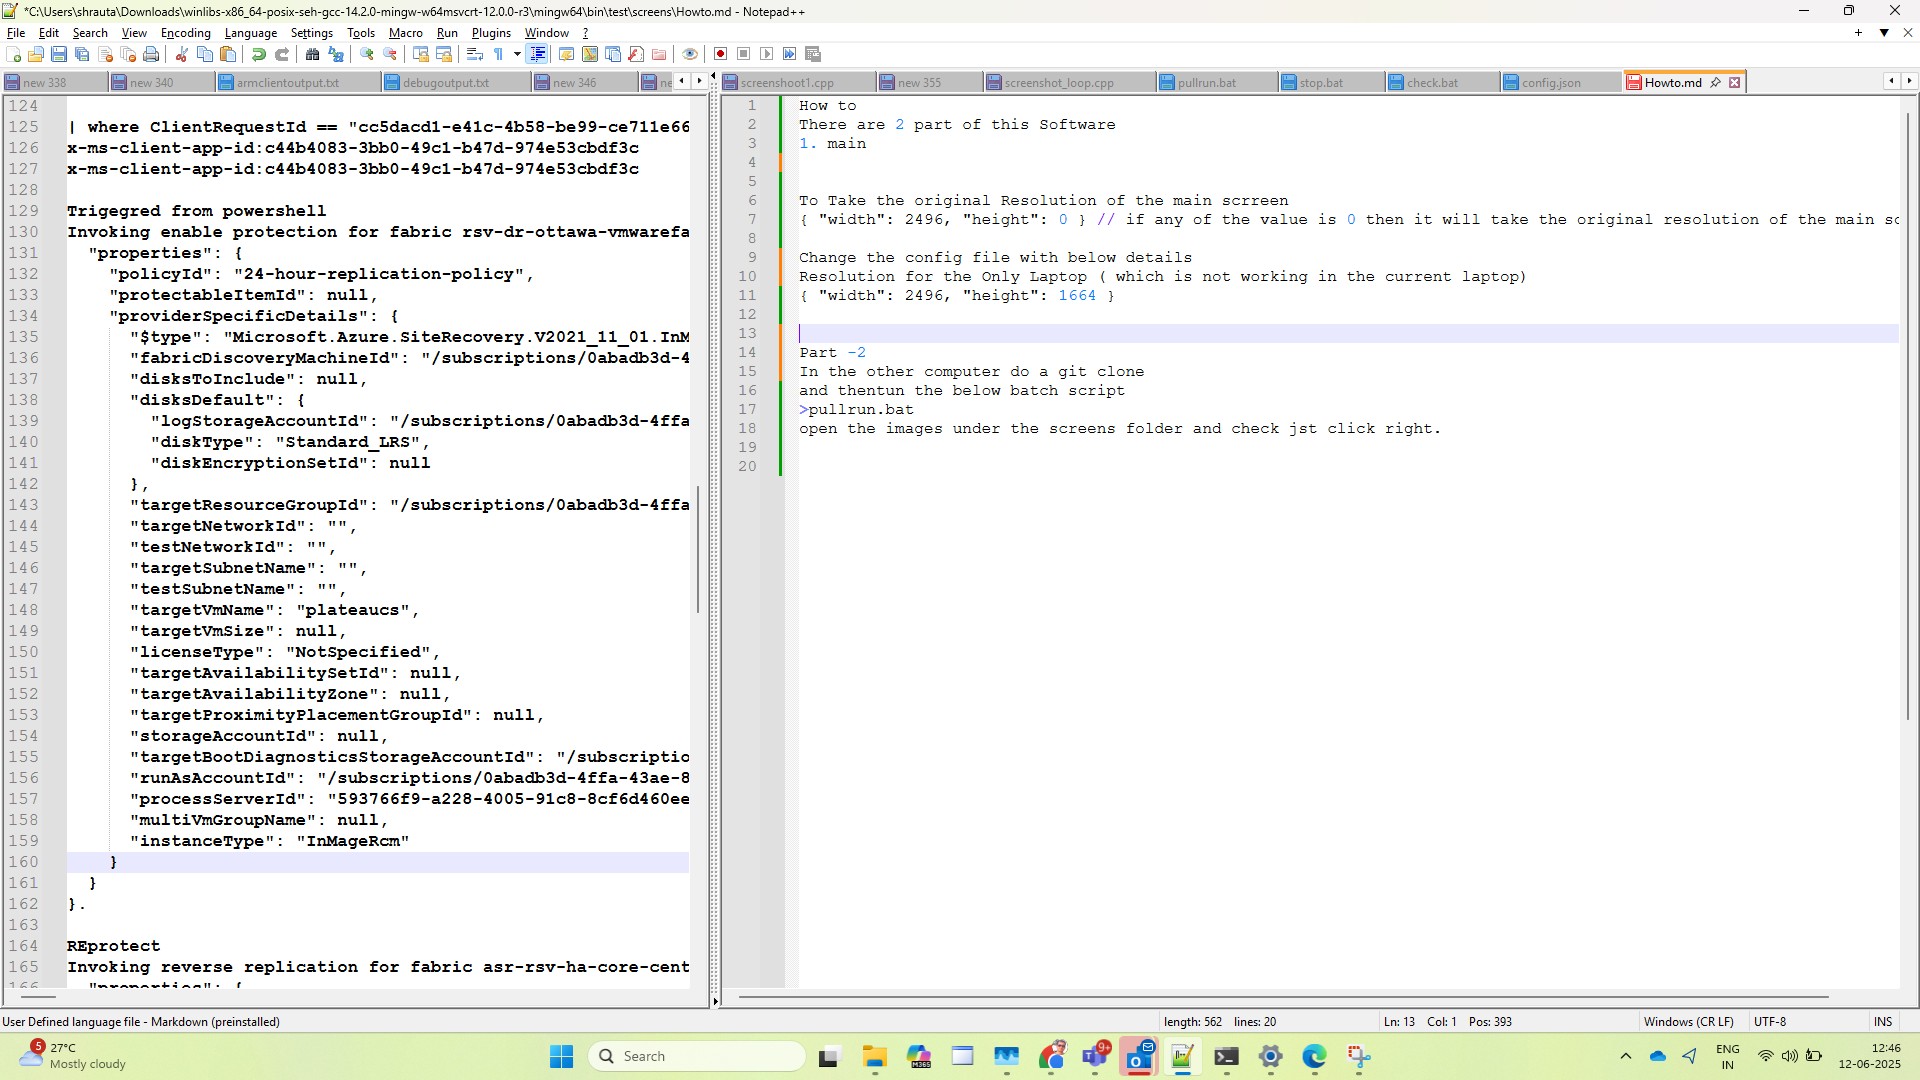 *C:\Users\shrauta\Downloads\winlibs-x86_64-posix-seh-gcc-14.2.0-mingw-w64msvcrt-12.0.0-r3\mingw64\bin\test\screens\Howto.md - Notepad++
File Edit Search View Encoding Language Settings Tools Macro Run Plugins Window ?
new 338 new 340 armclientoutput.txt debugoutput.txt new 346 ne
124
125 | where ClientRequestId == "cc5dacd1-e41c-4b58-be99-ce711e66
126 x-ms-client-app-id:c44b4083-3bb0-49c1-b47d-974e53cbdf3c
127 x-ms-client-app-id:c44b4083-3bb0-49c1-b47d-974e53cbdf3c
128
129 Trigegred from powershell
130 Invoking enable protection for fabric rsv-dr-ottawa-vmwarefa
131 "properties": {
132 "policyId": "24-hour-replication-policy",
133 "protectableItemId": null,
134 "providerSpecificDetails": {
135 "$type": "Microsoft.Azure.SiteRecovery.V2021_11_01.InM
136 "fabricDiscoveryMachineId": "/subscriptions/0abadb3d-4
137 "disksToInclude": null,
138 "disksDefault": {
139 "logStorageAccountId": "/subscriptions/0abadb3d-4ffa
140 "diskType": "Standard_LRS",
141 "diskEncryptionSetId": null
142 },
143 "targetResourceGroupId": "/subscriptions/0abadb3d-4ffa
144 "targetNetworkId": "",
145 "testNetworkId": "",
146 "targetSubnetName": "",
147 "testSubnetName": "",
148 "targetVmName": "plateaucs",
149 "targetVmSize": null,
150 "licenseType": "NotSpecified",
151 "targetAvailabilitySetId": null,
152 "targetAvailabilityZone": null,
153 "targetProximityPlacementGroupId": null,
154 "storageAccountId": null,
155 "targetBootDiagnosticsStorageAccountId": "/subscriptio
156 "runAsAccountId": "/subscriptions/0abadb3d-4ffa-43ae-8
157 "processServerId": "593766f9-a228-4005-91c8-8cf6d460ee
158 "multiVmGroupName": null,
159 "instanceType": "InMageRcm"
160 }
161 }
162 }.
163
164 REprotect
165 Invoking reverse replication for fabric asr-rsv-ha-core-cent
166 "properties": {
screenshoot1.cpp new 355 screenshot_loop.cpp pullrun.bat stop.bat check.bat config.json Howto.md
1 How to
2 There are 2 part of this Software
3 1. main
4
5
6 To Take the original Resolution of the main scrreen
7 { "width": 2496, "height": 0 } // if any of the value is 0 then it will take the original resolution of the main sc
8
9 Change the config file with below details
10 Resolution for the Only Laptop ( which is not working in the current laptop)
11 { "width": 2496, "height": 1664 }
12
13
14 Part -2
15 In the other computer do a git clone
16 and thentun the below batch script
17 >pullrun.bat
18 open the images under the screens folder and check jst click right.
19
20
User Defined language file - Markdown (preinstalled) length: 562 lines: 20 Ln: 13 Col: 1 Pos: 393 Windows (CR LF) UTF-8 INS
5
27°C
Mostly cloudy
Search
M365
9+
ENG
IN
12:46
12-06-2025